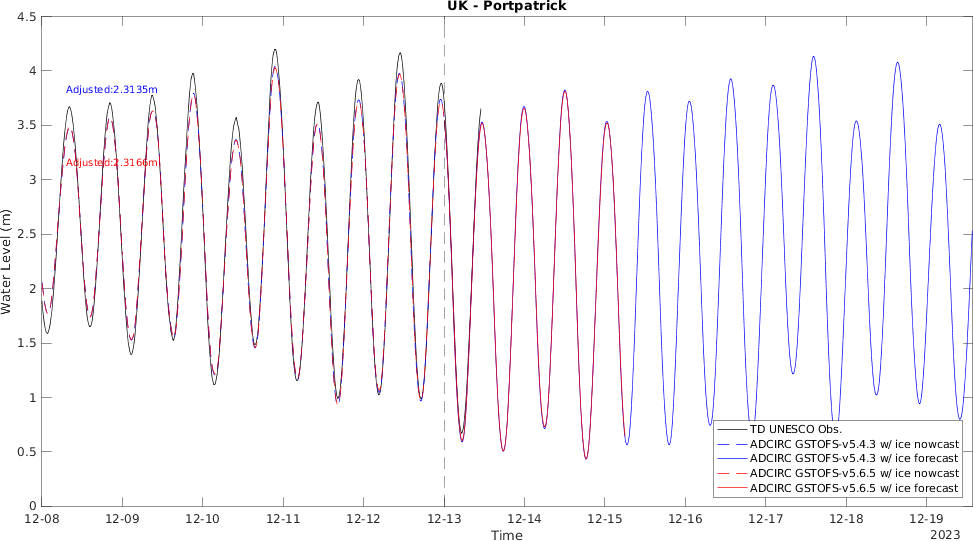 UK - Portpatrick
4.5
4
3.5
3
2.5
2
1.5
1
0.5
0
Water Level (m)
Adjusted:2.3135m
Adjusted:2.3166m
TD UNESCO Obs.
ADCIRC GSTOFS-v5.4.3 w/ ice nowcast
ADCIRC GSTOFS-v5.4.3 w/ ice forecast
ADCIRC GSTOFS-v5.6.5 w/ ice nowcast
ADCIRC GSTOFS-v5.6.5 w/ ice forecast
12-08 12-09 12-10 12-11 12-12 12-13 12-14 12-15 12-16 12-17 12-18 12-19
Time
2023